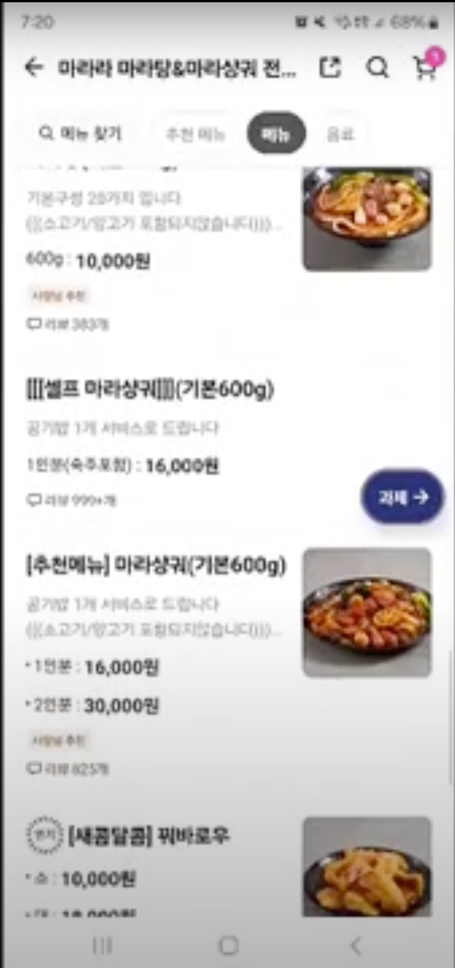 7:20
68%
마라라 마라탕&마라샹궈 전...
1
메뉴 찾기
추천 메뉴
메뉴
음료
기본구성 28가지 입니다
(((소고기/양고기 포함되지않습니다)))...
600g : 10,000원
사장님 추천
리뷰 383개
[[[셀프 마라샹궈]]](기본600g)
공기밥 1개 서비스로 드립니다
1인분(숙주포함) : 16,000원
리뷰 999+개
과제 →
[추천메뉴] 마라샹궈(기본600g)
공기밥 1개 서비스로 드립니다
(((소고기/양고기 포함되지않습니다)))...
• 1인분 : 16,000원
• 2인분 : 30,000원
사장님 추천
리뷰 825개
인기 [새콤달콤] 꿔바로우
• 소 : 10,000원